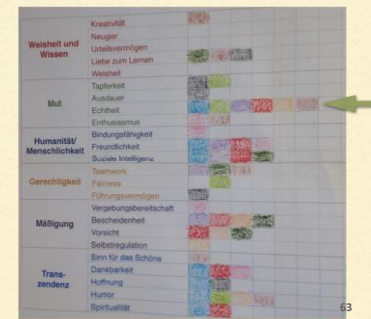 Weisheit und Wissen
Kreativität
Neugier
Urteilsvermögen
Liebe zum Lernen
Weisheit
Mut
Tapferkeit
Ausdauer
Echtheit
Enthusiasmus
Humanität/
Menschlichkeit
Bindungsfähigkeit
Freundlichkeit
Soziale Intelligenz
Gerechtigkeit
Teamwork
Fairness
Führungsvermögen
Mäßigung
Vergebungsbereitschaft
Bescheidenheit
Vorsicht
Selbstregulation
Trans-
zendenz
Sinn für das Schöne
Dankbarkeit
Hoffnung
Humor
Spiritualität
63